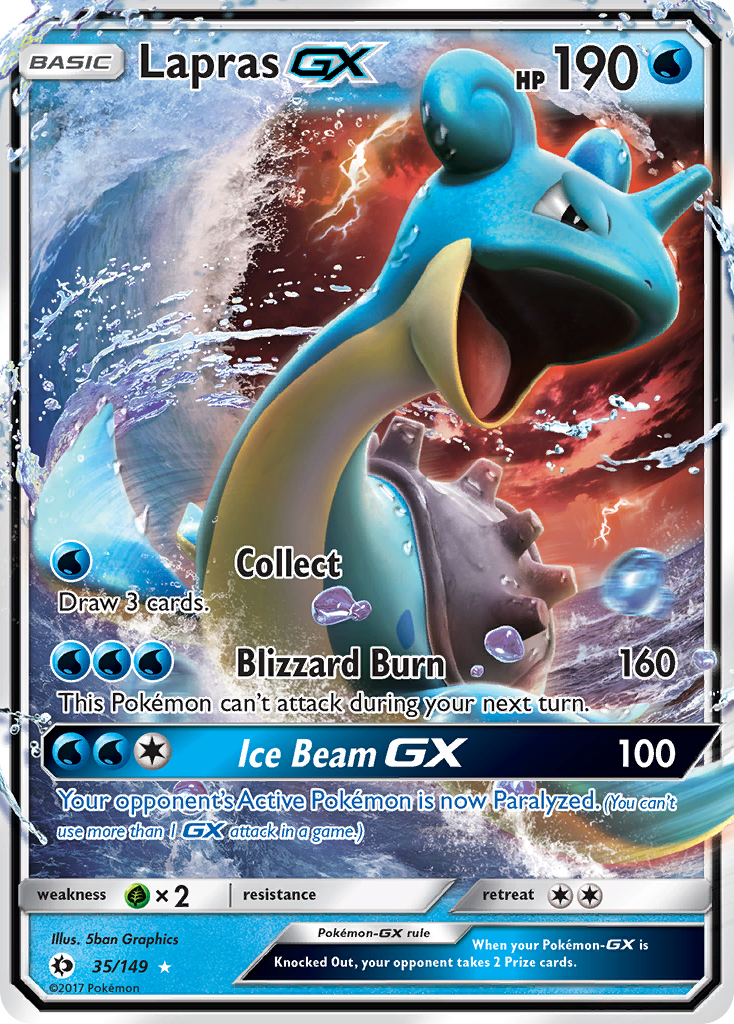 BASIC Lapras GX HP 190
Collect
Draw 3 cards.
Blizzard Burn 160
This Pokémon can't attack during your next turn.
Ice Beam GX 100
Your opponent's Active Pokémon is now Paralyzed. (You can't
use more than 1 GX attack in a game.)
weakness × 2 resistance retreat
Illus. 5ban Graphics
Pokémon-GX rule
When your Pokémon-GX is
Knocked Out, your opponent takes 2 Prize cards.
35/149
©2017 Pokémon